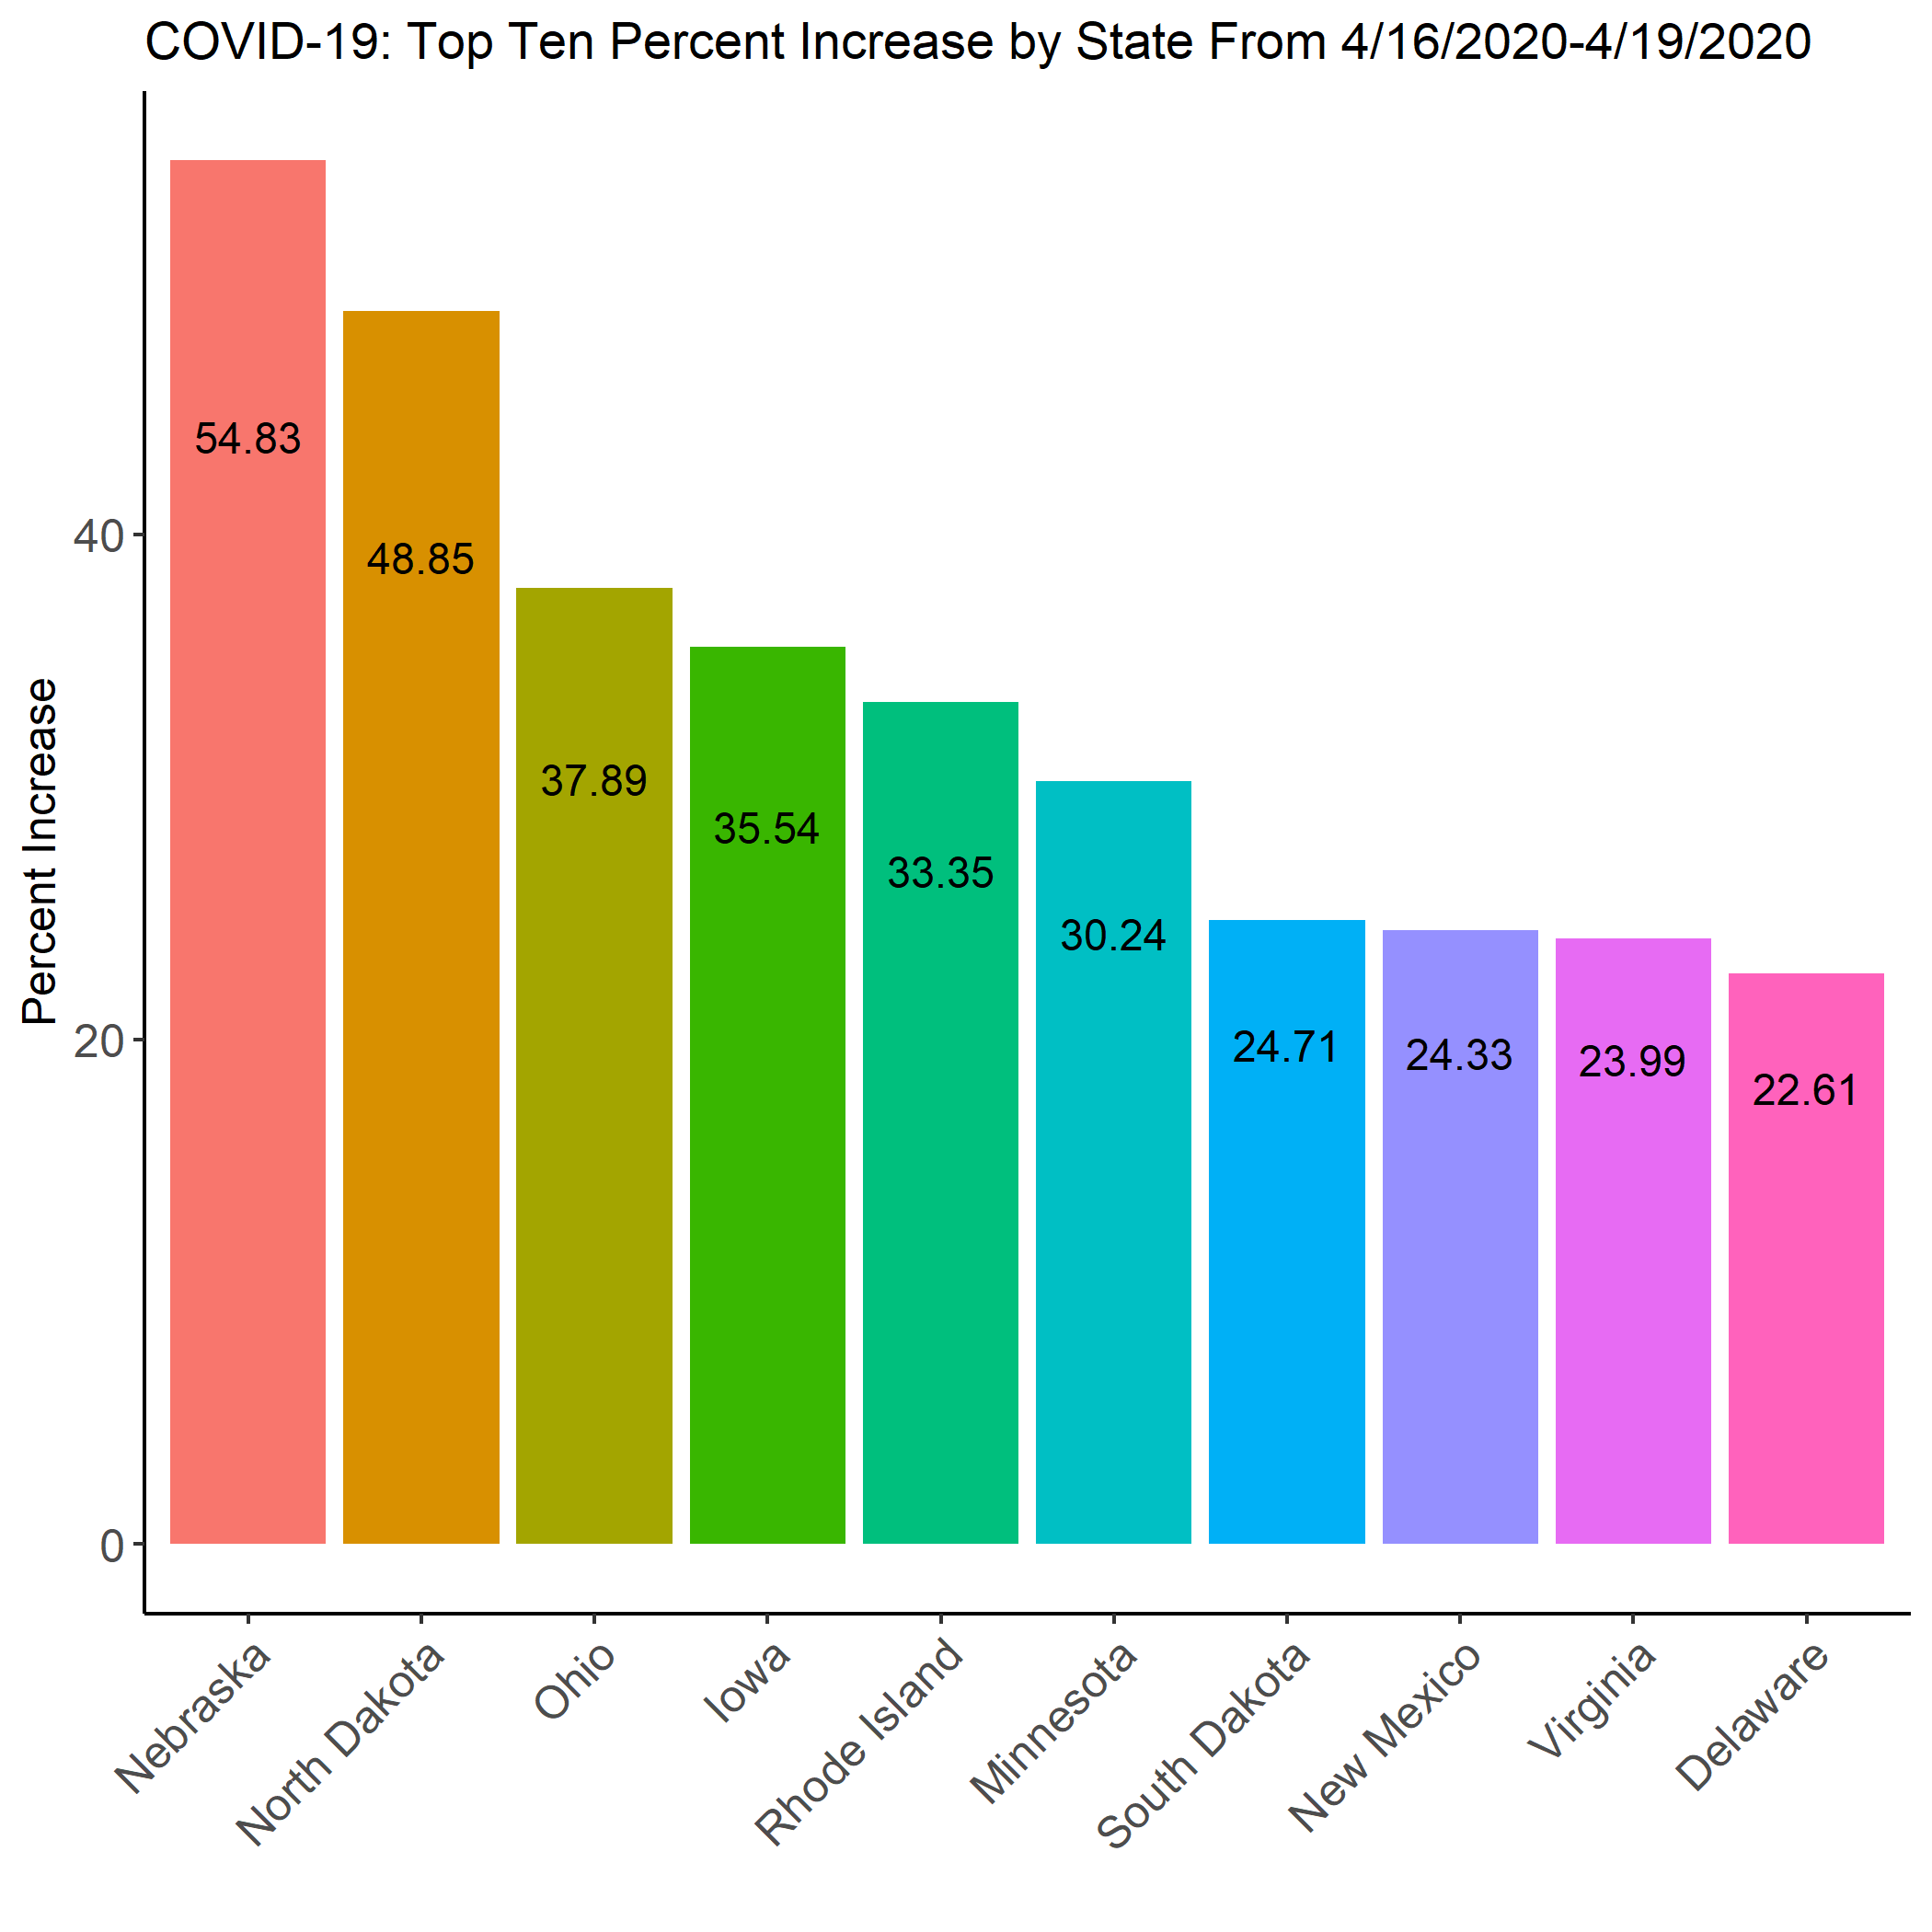 COVID-19: Top Ten Percent Increase by State From 4/16/2020-4/19/2020
Percent Increase
40
20
0
54.83
48.85
37.89
35.54
33.35
30.24
24.71
24.33
23.99
22.61
Nebraska
North Dakota
Ohio
Iowa
Rhode Island
Minnesota
South Dakota
New Mexico
Virginia
Delaware